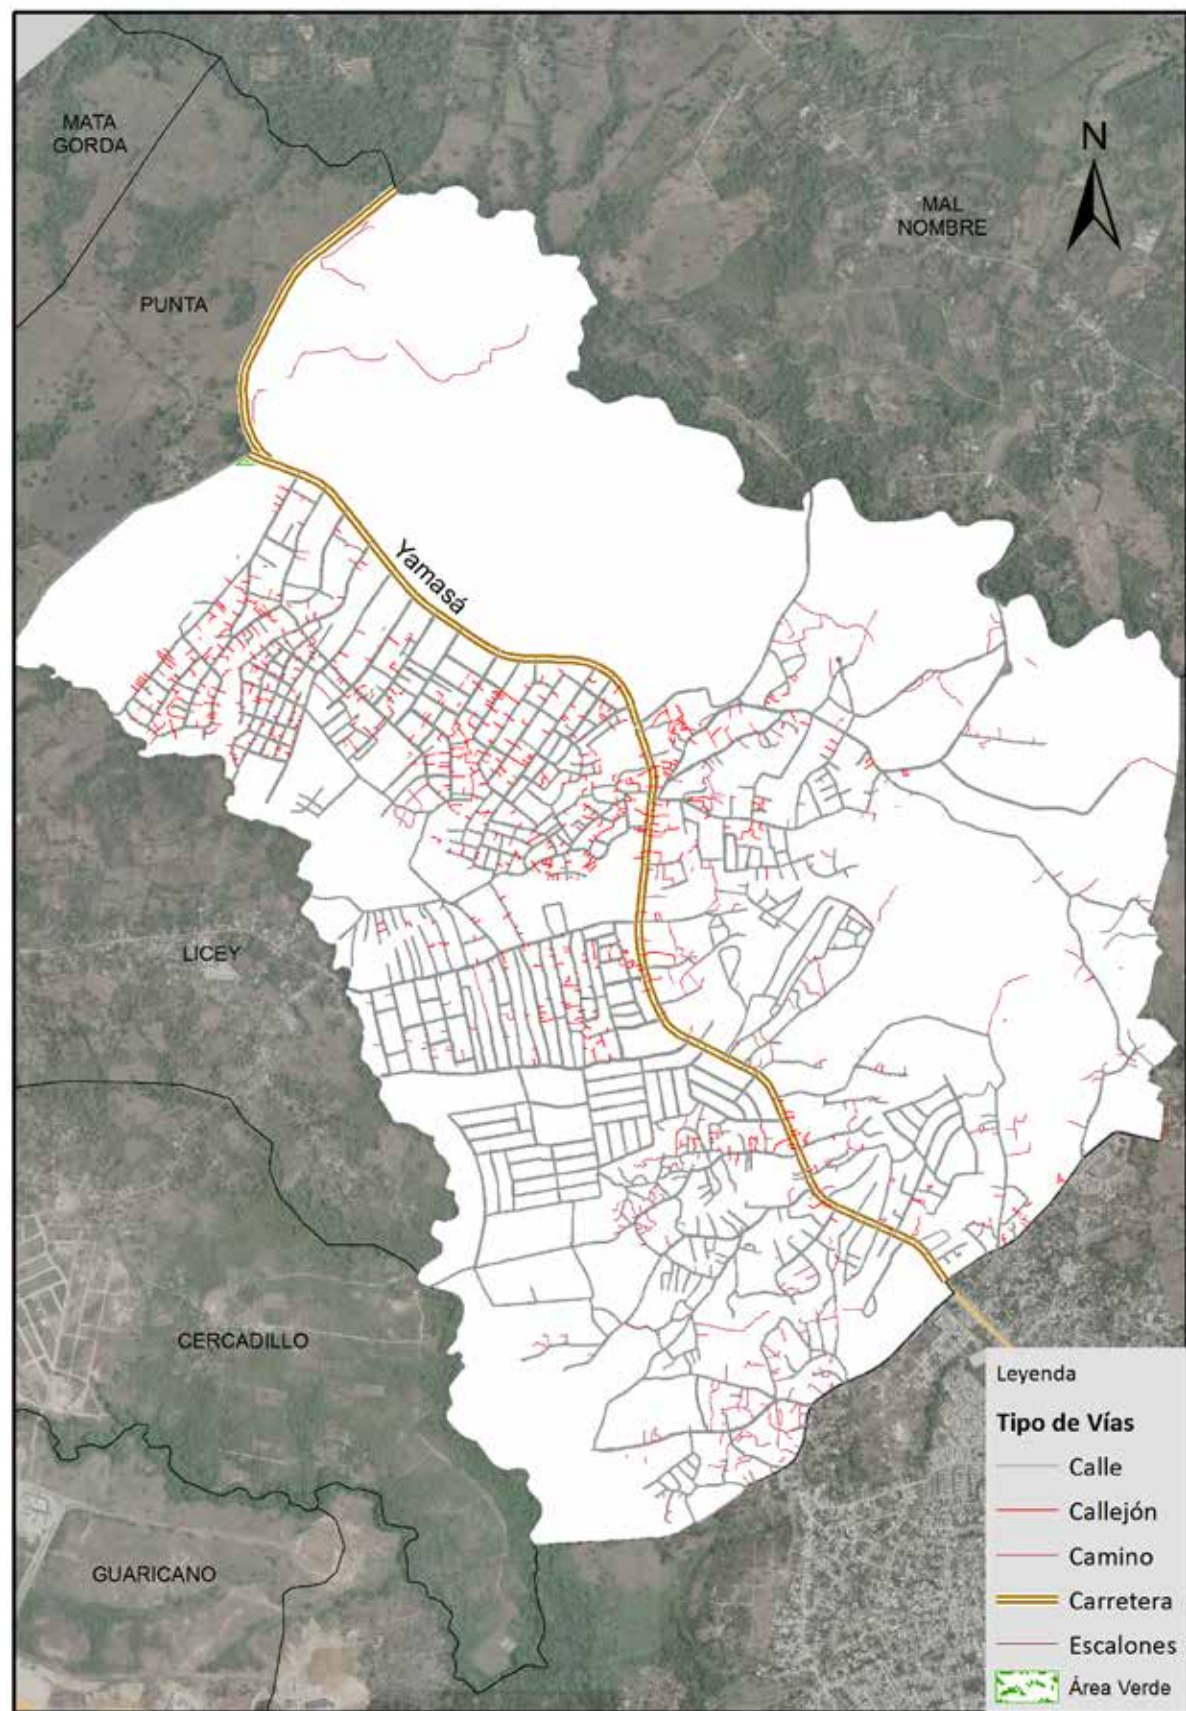 MATA
GORDA
N
MAL
NOMBRE
PUNTA
Yamasá
LICEY
CERCADILLO
GUARICANO
Leyenda
Tipo de Vías
Calle
Callejón
Camino
Carretera
Escalones
Área Verde